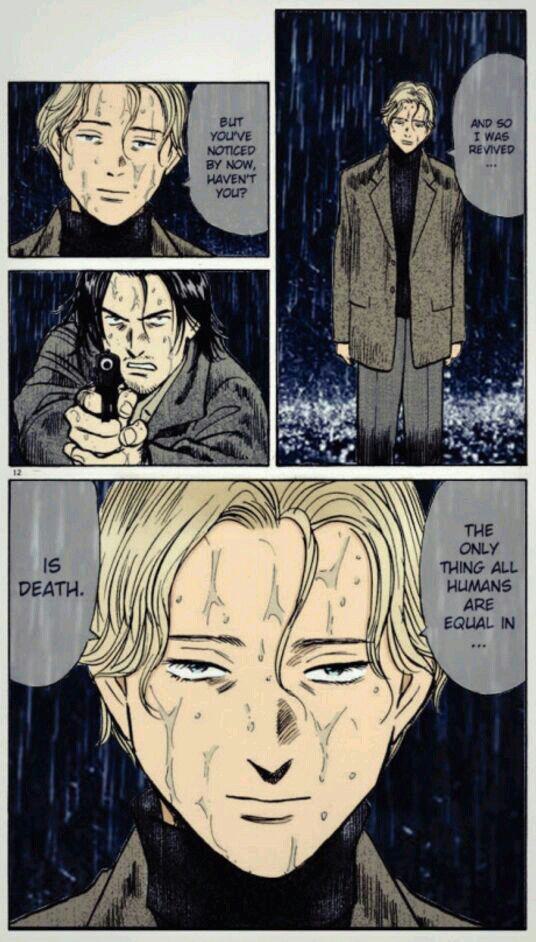 AND SO
I WAS
REVIVED
...
BUT
YOU'VE
NOTICED
BY NOW,
HAVEN'T
YOU?
12
THE
ONLY
THING ALL
HUMANS
ARE
EQUAL IN
...
IS
DEATH.